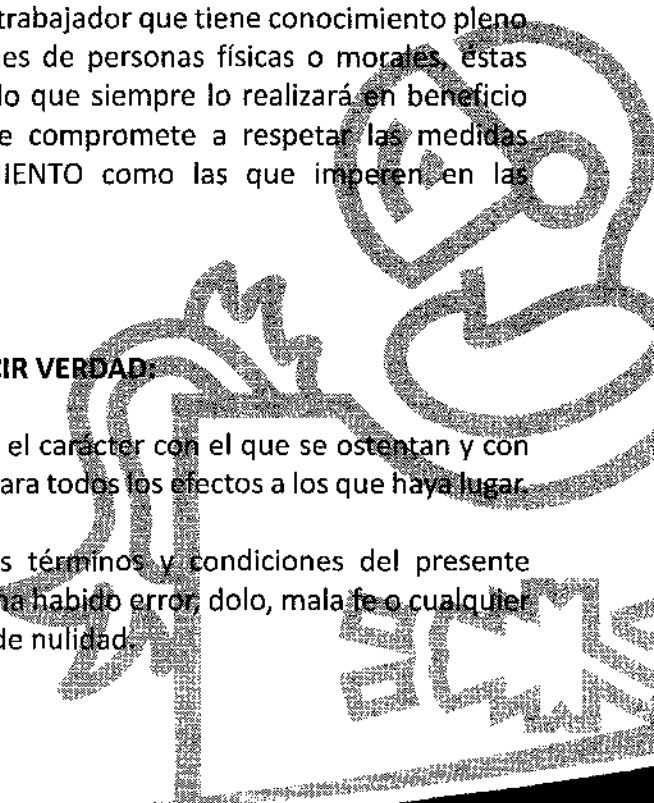 trabajador que tiene conocimiento pleno
es de personas físicas o morales, éstas
lo que siempre lo realizará en beneficio
e compromete a respetar las medidas
IENTO como las que imperen en las
CIR VERDAD:
el carácter con el que se ostentan y con
ara todos los efectos a los que haya lugar.
s términos y condiciones del presente
ha habido error, dolo, mala fe o cualquier
de nulidad.